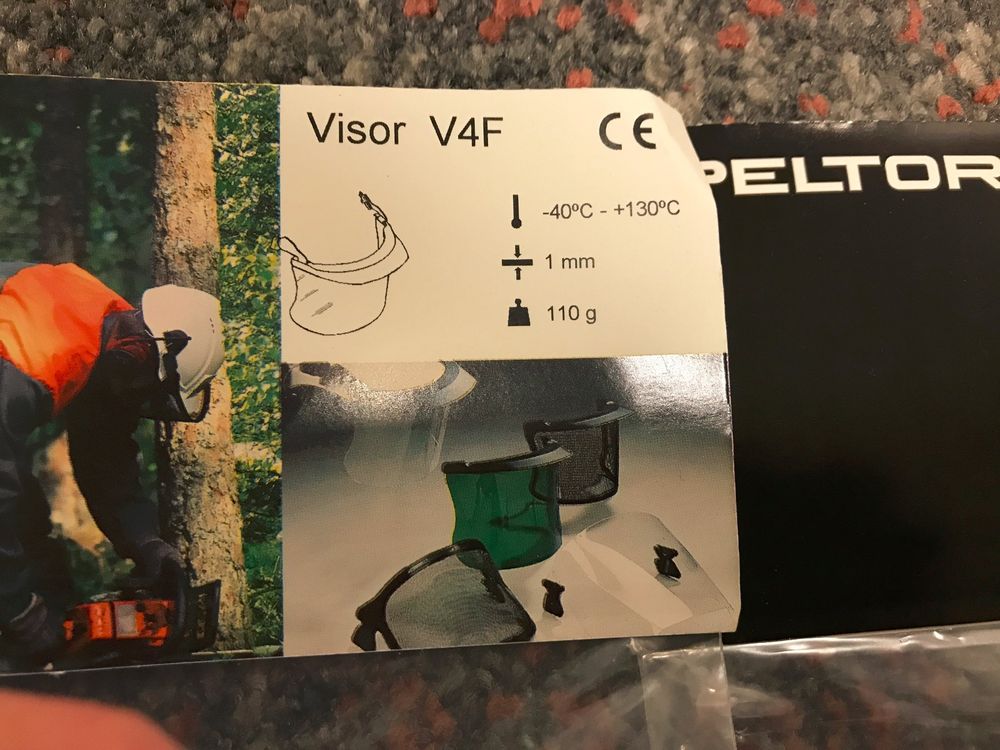 Visor V4F
CE
PELTOR
-40ºC - +130ºC
1 mm
110 g